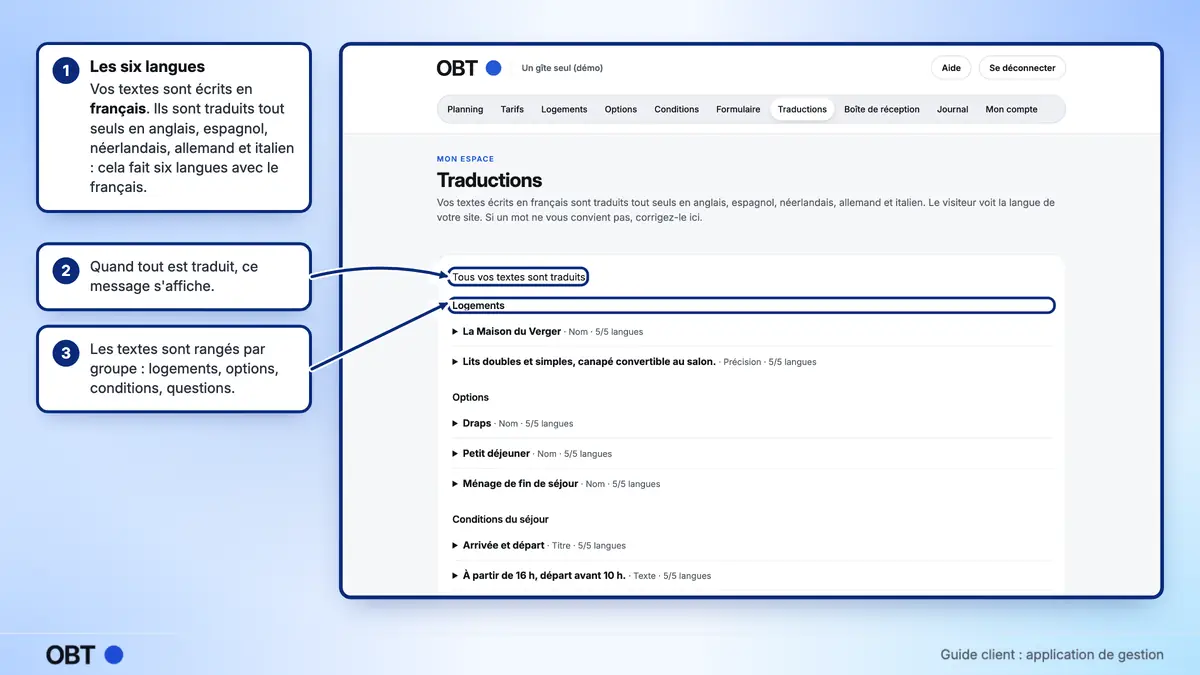 1
Les six langues
Vos textes sont écrits en
français. Ils sont traduits tout
seuls en anglais, espagnol,
néerlandais, allemand et italien
: cela fait six langues avec le
français.
2
Quand tout est traduit, ce
message s'affiche.
3
Les textes sont rangés par
groupe : logements, options,
conditions, questions.
OBT Un gîte seul (démo) Aide Se déconnecter
Planning Tarifs Logements Options Conditions Formulaire Traductions Boîte de réception Journal Mon compte
MON ESPACE
Traductions
Vos textes écrits en français sont traduits tout seuls en anglais, espagnol, néerlandais, allemand et italien. Le visiteur voit la langue de
votre site. Si un mot ne vous convient pas, corrigez-le ici.
Tous vos textes sont traduits
Logements
La Maison du Verger · Nom · 5/5 langues
Lits doubles et simples, canapé convertible au salon. · Précision · 5/5 langues
Options
Draps · Nom · 5/5 langues
Petit déjeuner · Nom · 5/5 langues
Ménage de fin de séjour · Nom · 5/5 langues
Conditions du séjour
Arrivée et départ · Titre · 5/5 langues
À partir de 16 h, départ avant 10 h. · Texte · 5/5 langues
OBT
Guide client : application de gestion